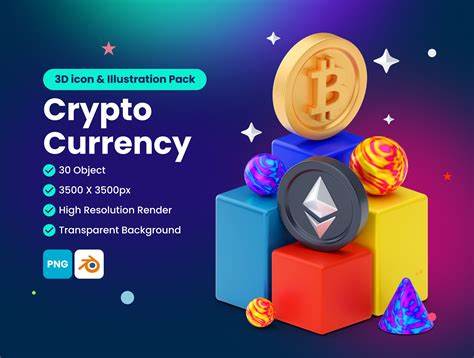 3D icon & Illustration Pack
Crypto
Currency
30 Object
3500 X 3500px
High Resolution Render
Transparent Background
PNG